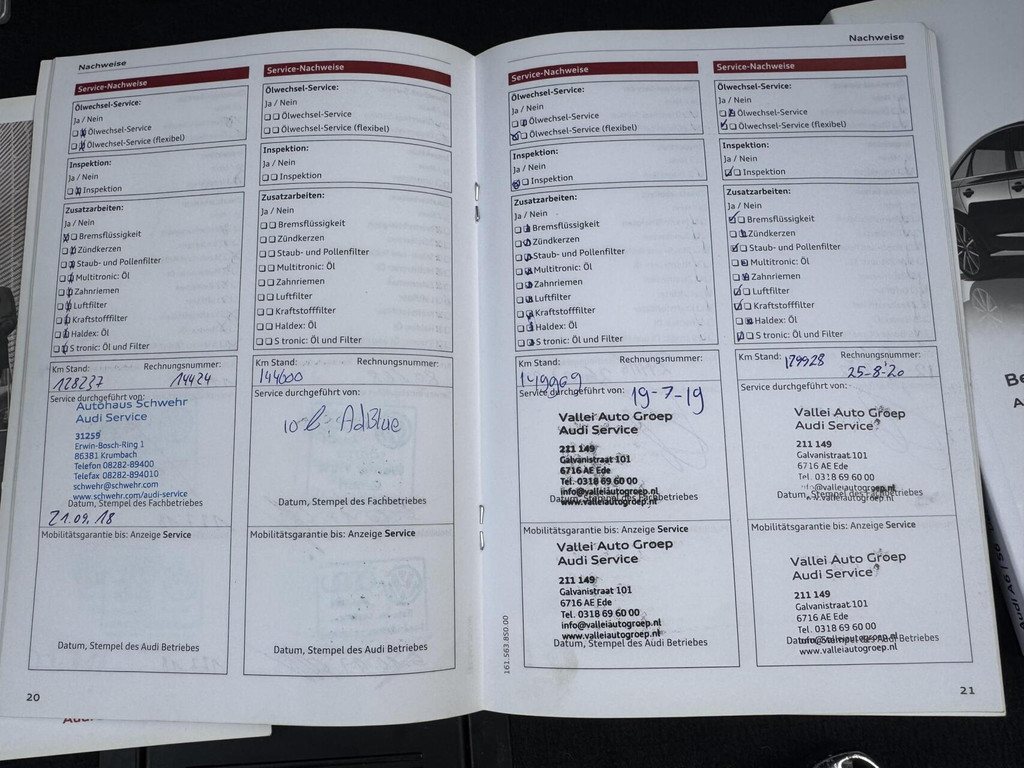 Nachweise
Service-Nachweise
Ölwechsel-Service:
Ja / Nein
Ölwechsel-Service
Ölwechsel-Service (flexibel)
Inspektion:
Ja / Nein
Inspektion
Zusatzarbeiten:
Ja / Nein
Bremsflüssigkeit
Zündkerzen
Staub- und Pollenfilter
Multitronic: Öl
Zahnriemen
Luftfilter
Kraftstofffilter
Haldex: Öl
S tronic: Öl und Filter
Km Stand: Rechnungsnummer:
128237 14424
Service durchgeführt von:
Autohaus Schwehr
Audi Service
31259
Erwin-Bosch-Ring 1
86381 Krumbach
Telefon 08282-89400
Telefax 08282-894010
schwehr@schwehr.com
www.schwehr.com/audi-service
Datum, Stempel des Fachbetriebes
21.09.18
Mobilitätsgarantie bis: Anzeige Service
Datum, Stempel des Audi Betriebes
20
Service-Nachweise
Ölwechsel-Service:
Ja / Nein
Ölwechsel-Service
Ölwechsel-Service (flexibel)
Inspektion:
Ja / Nein
Inspektion
Zusatzarbeiten:
Ja / Nein
Bremsflüssigkeit
Zündkerzen
Staub- und Pollenfilter
Multitronic: Öl
Zahnriemen
Luftfilter
Kraftstofffilter
Haldex: Öl
S tronic: Öl und Filter
Km Stand: Rechnungsnummer:
144600
Service durchgeführt von:
10 l. AdBlue
Datum, Stempel des Fachbetriebes
Mobilitätsgarantie bis: Anzeige Service
Datum, Stempel des Audi Betriebes
Nachweise
Service-Nachweise
Ölwechsel-Service:
Ja / Nein
Ölwechsel-Service
Ölwechsel-Service (flexibel)
Inspektion:
Ja / Nein
Inspektion
Zusatzarbeiten:
Ja / Nein
Bremsflüssigkeit
Zündkerzen
Staub- und Pollenfilter
Multitronic: Öl
Zahnriemen
Luftfilter
Kraftstofffilter
Haldex: Öl
S tronic: Öl und Filter
Km Stand: Rechnungsnummer:
149969
Service durchgeführt von: 19-7-19
Vallei Auto Groep
Audi Service
211 149
Galvanistraat 101
6716 AE Ede
Tel. 0318 69 60 00
info@valleiautogroep.nl
Datum, Stempel des Fachbetriebes
www.valleiautogroep.nl
Mobilitätsgarantie bis: Anzeige Service
Vallei Auto Groep
Audi Service
211 149
Galvanistraat 101
6716 AE Ede
Tel. 0318 69 60 00
info@valleiautogroep.nl
www.valleiautogroep.nl
Datum, Stempel des Audi Betriebes
161.563.850.00
Service-Nachweise
Ölwechsel-Service:
Ja / Nein
Ölwechsel-Service
Ölwechsel-Service (flexibel)
Inspektion:
Ja / Nein
Inspektion
Zusatzarbeiten:
Ja / Nein
Bremsflüssigkeit
Zündkerzen
Staub- und Pollenfilter
Multitronic: Öl
Zahnriemen
Luftfilter
Kraftstofffilter
Haldex: Öl
S tronic: Öl und Filter
Km Stand: 179928 Rechnungsnummer:
25-8-'20
Service durchgeführt von:
Vallei Auto Groep
Audi Service
211 149
Galvanistraat 101
6716 AE Ede
Tel. 0318 69 60 00
Datum, Stempel des Fachbetriebes
www.valleiautogroep.nl
Mobilitätsgarantie bis: Anzeige Service
Vallei Auto Groep
Audi Service
211 149
Galvanistraat 101
6716 AE Ede
Tel. 0318 69 60 00
info@valleiautogroep.nl
Datum, Stempel des Audi Betriebes
www.valleiautogroep.nl
21